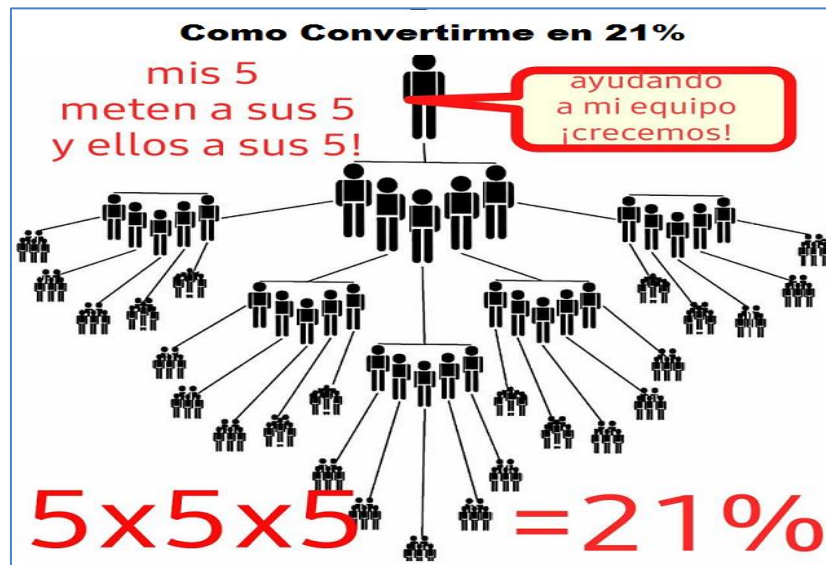 Como Convertirme en 21%
mis 5
meten a sus 5
y ellos a sus 5!
ayudando
a mi equipo
¡crecemos!
5x5x5 =21%